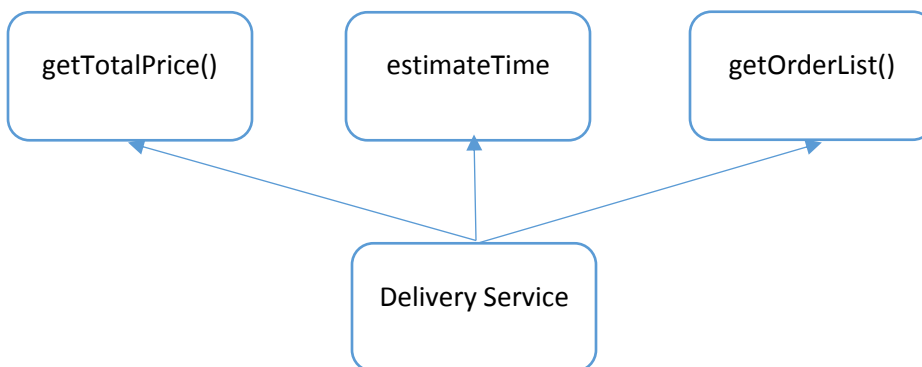 getTotalPrice()
estimateTime
getOrderList()
Delivery Service